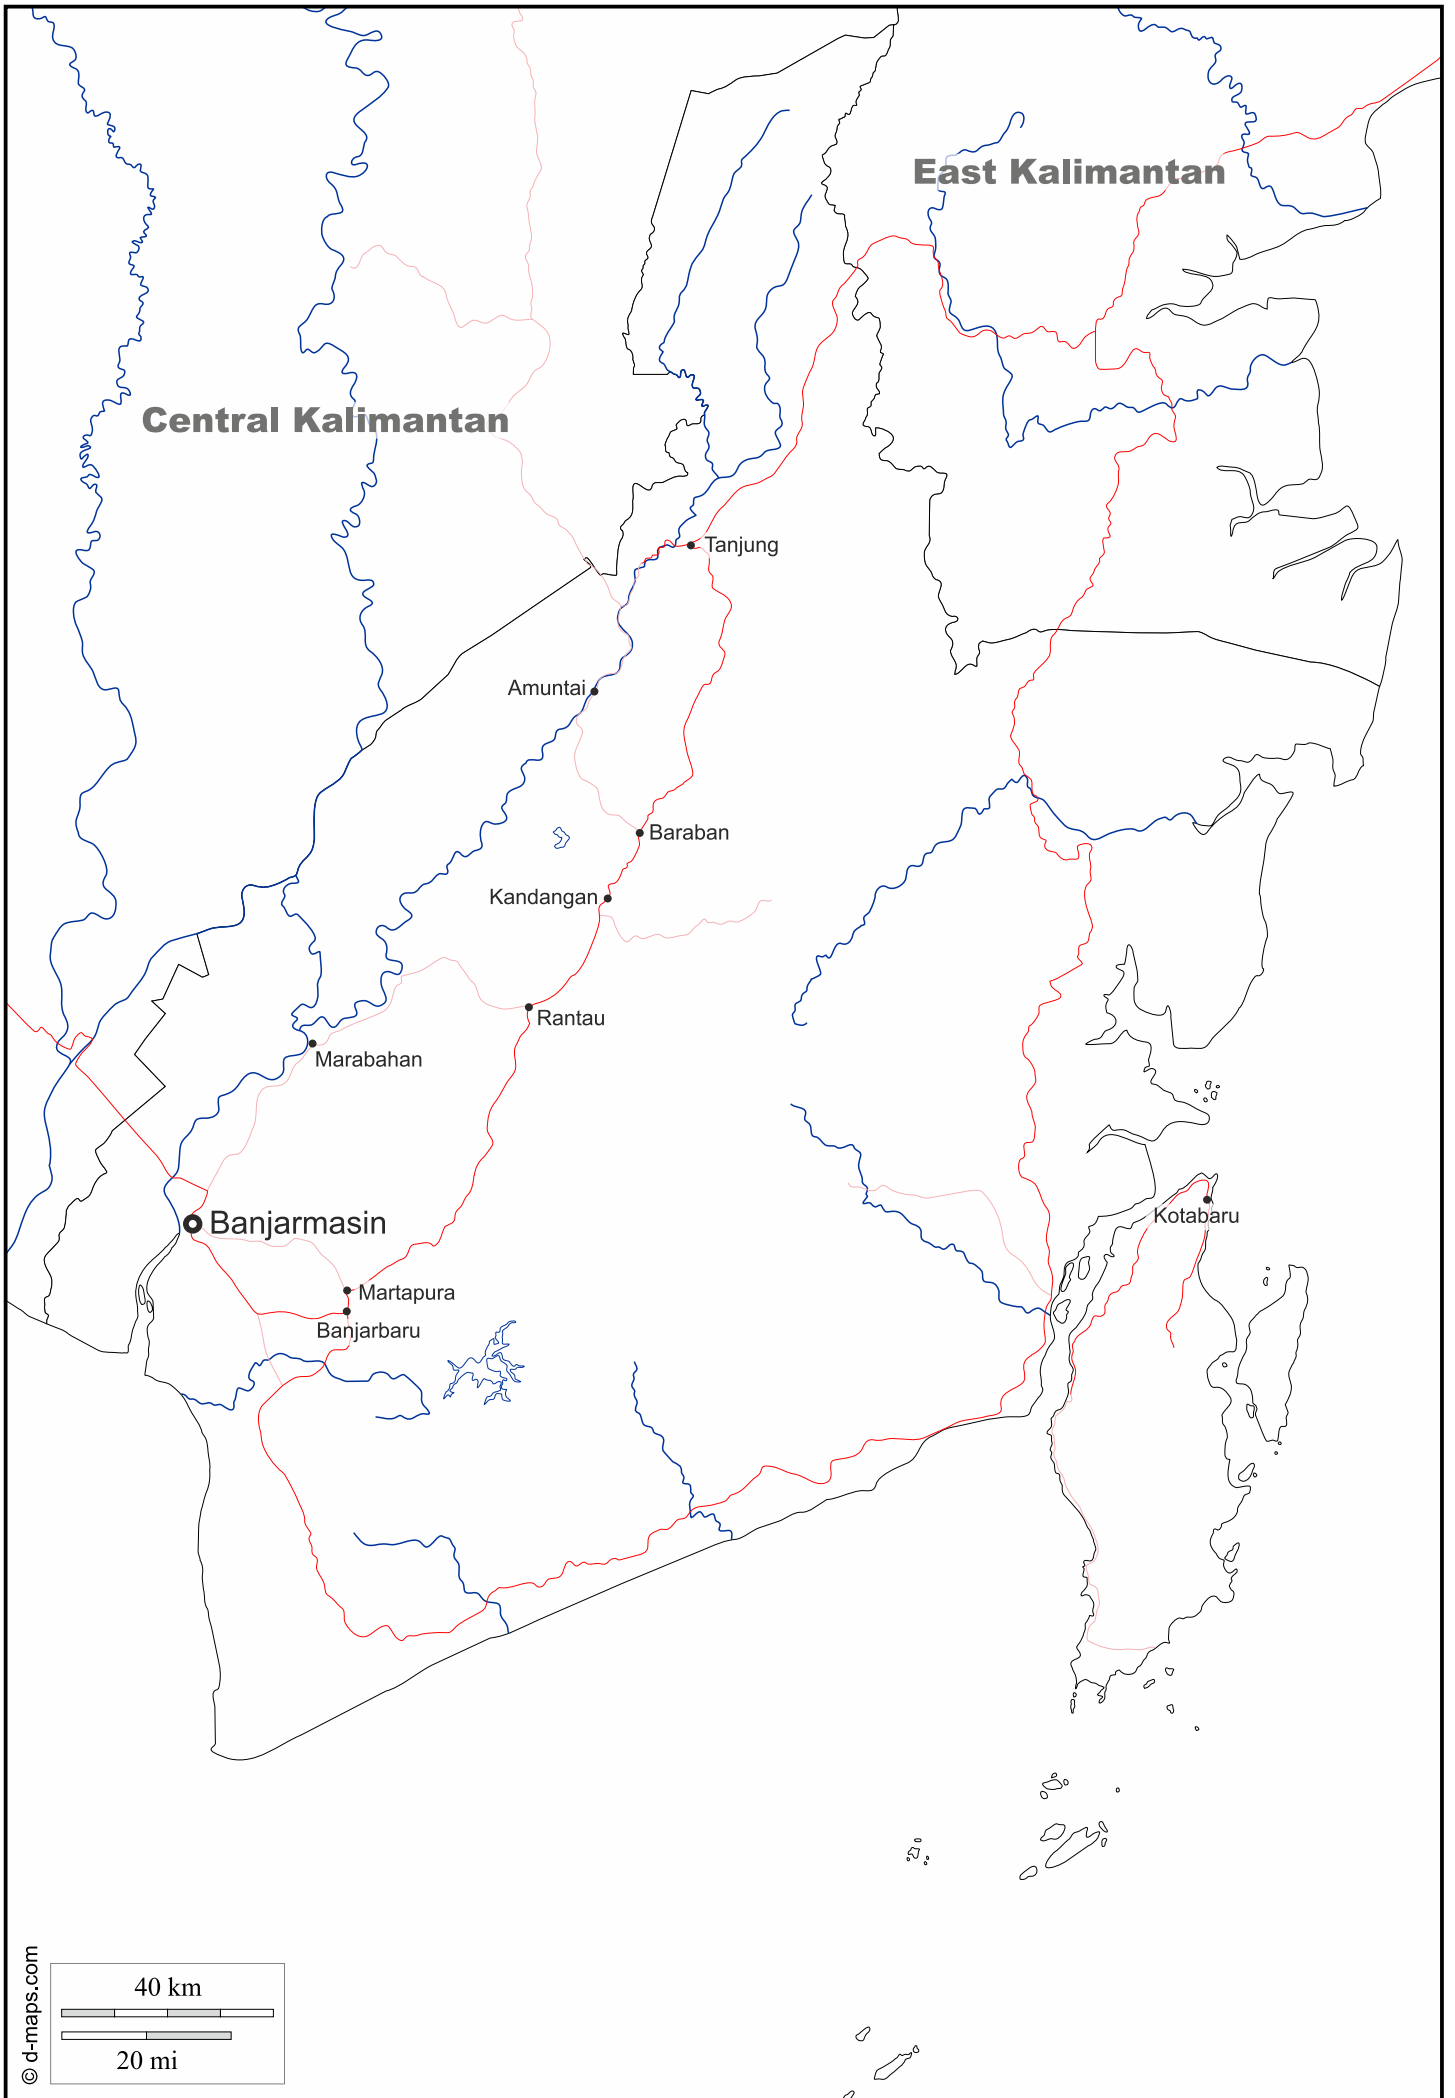 East Kalimantan
Central Kalimantan
Tanjung
Amuntai
Baraban
Kandangan
Rantau
Marabahan
Kotabaru
Banjarmasin
Martapura
Banjarbaru
© d-maps.com
40 km
20 mi